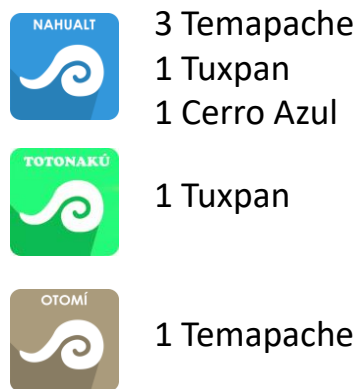 NAHUALT
3 Temapache
1 Tuxpan
1 Cerro Azul
TOTONAKÚ
1 Tuxpan
OTOMÍ
1 Temapache